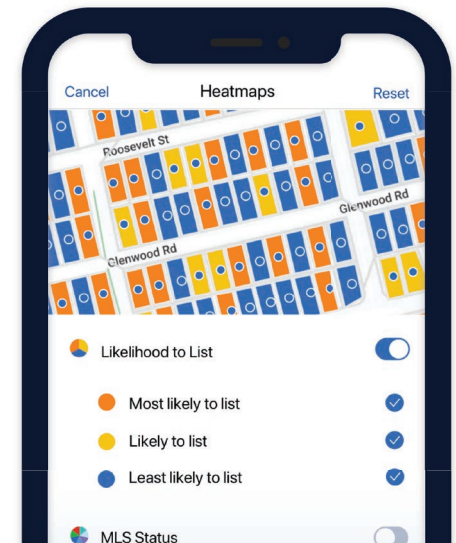 Cancel Heatmaps Reset
Roosevelt St
Glenwood Rd
Glenwood Rd
Likelihood to List
Most likely to list
Likely to list
Least likely to list
MLS Status